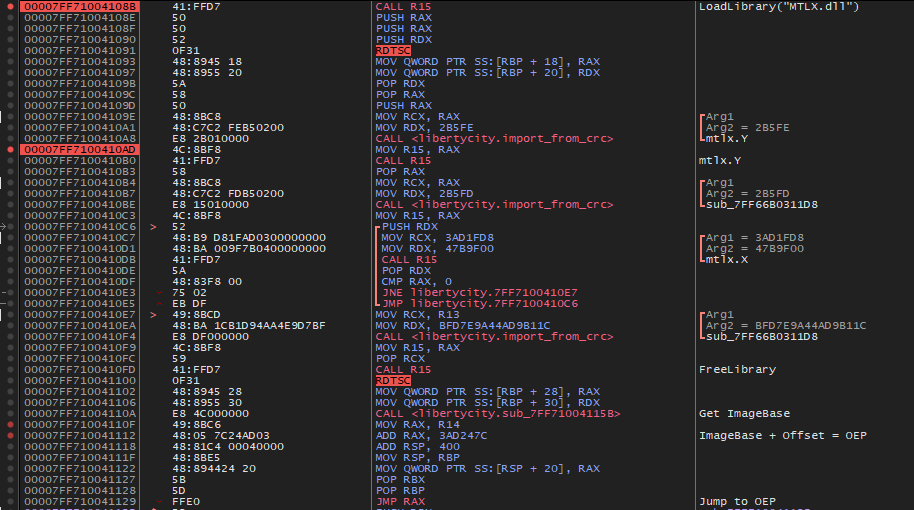 00007FF710041088 41:FFD7 CALL R15 LoadLibrary("MTLX.dll")
00007FF71004108E 50 PUSH RAX
00007FF71004108F 50 PUSH RAX
00007FF710041090 52 PUSH RDX
00007FF710041091 0F31 RDTSC
00007FF710041093 48:8945 18 MOV QWORD PTR SS:[RBP + 18], RAX
00007FF710041097 48:8955 20 MOV QWORD PTR SS:[RBP + 20], RDX
00007FF71004109B 5A POP RDX
00007FF71004109C 58 POP RAX
00007FF71004109D 50 PUSH RAX
00007FF71004109E 48:8BC8 MOV RCX, RAX Arg1
00007FF7100410A1 48:C7C2 FEB50200 MOV RDX, 2B5FE Arg2 = 2B5FE
00007FF7100410A8 E8 2B010000 CALL <libertycity.import_from_crc> mtlx.Y
00007FF7100410AD 4C:8BF8 MOV R15, RAX
00007FF7100410B0 41:FFD7 CALL R15 mtlx.Y
00007FF7100410B3 58 POP RAX
00007FF7100410B4 48:8BC8 MOV RCX, RAX Arg1
00007FF7100410B7 48:C7C2 FDB50200 MOV RDX, 2B5FD Arg2 = 2B5FD
00007FF7100410BE E8 15010000 CALL <libertycity.import_from_crc> sub_7FF66B0311D8
00007FF7100410C3 4C:8BF8 MOV R15, RAX
00007FF7100410C6 > 52 PUSH RDX
00007FF7100410C7 48:B9 D81FAD0300000000 MOV RCX, 3AD1FD8 Arg1 = 3AD1FD8
00007FF7100410D1 48:BA 009F7B0400000000 MOV RDX, 47B9F00 Arg2 = 47B9F00
00007FF7100410DB 41:FFD7 CALL R15 mtlx.X
00007FF7100410DE 5A POP RDX
00007FF7100410DF 48:83F8 00 CMP RAX, 0
00007FF7100410E3 75 02 JNE libertycity.7FF7100410E7
00007FF7100410E5 EB DF JMP libertycity.7FF7100410C6
00007FF7100410E7 > 49:8BCD MOV RCX, R13 Arg1
00007FF7100410EA 48:BA 1CB1D94AA4E9D7BF MOV RDX, BFD7E9A44AD9B11C Arg2 = BFD7E9A44AD9B11C
00007FF7100410F4 E8 DF000000 CALL <libertycity.import_from_crc> sub_7FF66B0311D8
00007FF7100410F9 4C:8BF8 MOV R15, RAX
00007FF7100410FC 59 POP RCX
00007FF7100410FD 41:FFD7 CALL R15 FreeLibrary
00007FF710041100 0F31 RDTSC
00007FF710041102 48:8945 28 MOV QWORD PTR SS:[RBP + 28], RAX
00007FF710041106 48:8955 30 MOV QWORD PTR SS:[RBP + 30], RDX
00007FF71004110A E8 4C000000 CALL <libertycity.sub_7FF71004115B> Get ImageBase
00007FF71004110F 49:8BC6 MOV RAX, R14
00007FF710041112 48:05 7C24AD03 ADD RAX, 3AD247C ImageBase + Offset = OEP
00007FF710041118 48:81C4 00040000 ADD RSP, 400
00007FF71004111F 48:8BE5 MOV RSP, RBP
00007FF710041122 48:894424 20 MOV QWORD PTR SS:[RSP + 20], RAX
00007FF710041127 5B POP RBX
00007FF710041128 5D POP RBP
00007FF710041129 FFE0 JMP RAX Jump to OEP